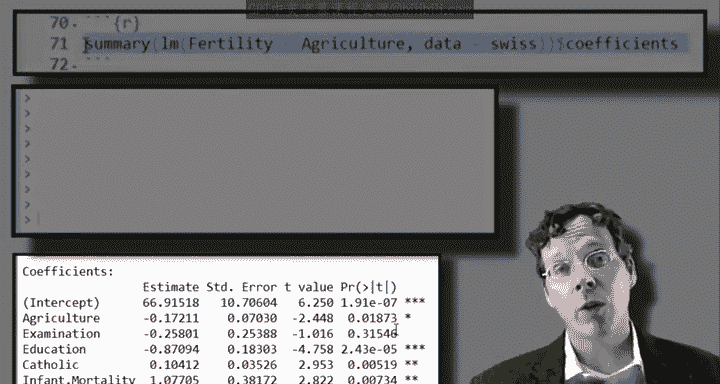 70. ```{r}
71 summary(lm(Fertility Agriculture, data - swiss))$coefficients
72. ```
>
>
>
>
>
>
>
>
>
Coefficients:
Estimate Std. Error t value Pr(>|t|)
(Intercept) 66.91518 10.70604 6.250 1.91e-07 ***
Agriculture -0.17211 0.07030 -2.448 0.01873 *
Examination -0.25801 0.25388 -1.016 0.31546
Education -0.87094 0.18303 -4.758 2.43e-05 ***
Catholic 0.10412 0.03526 2.953 0.00519 **
Infant.Mortality 1.07705 0.38172 2.822 0.00734 **